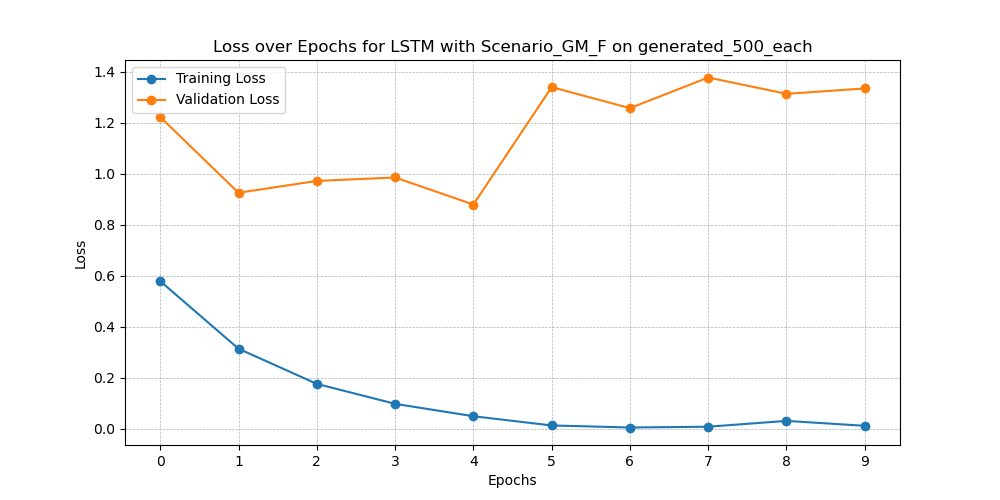 Loss over Epochs for LSTM with Scenario_GM_F on generated_500_each
Training Loss
Validation Loss
1.4
1.2
1.0
0.8
0.6
0.4
0.2
0.0
Loss
0 1 2 3 4 5 6 7 8 9
Epochs